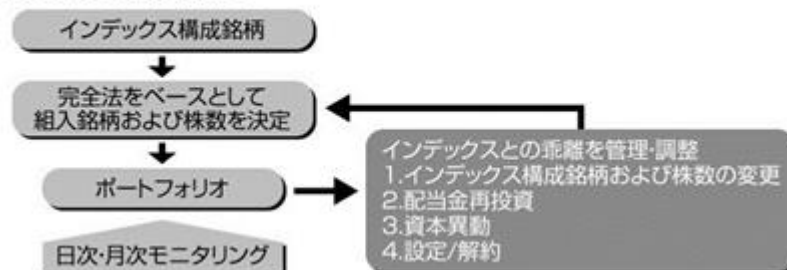 インデックス構成銘柄
完全法をベースとして
組入銘柄および株数を決定
ポートフォリオ
日次・月次モニタリング
インデックスとの乖離を管理・調整
1.インデックス構成銘柄および株数の変更
2.配当金再投資
3.資本異動
4.設定/解約